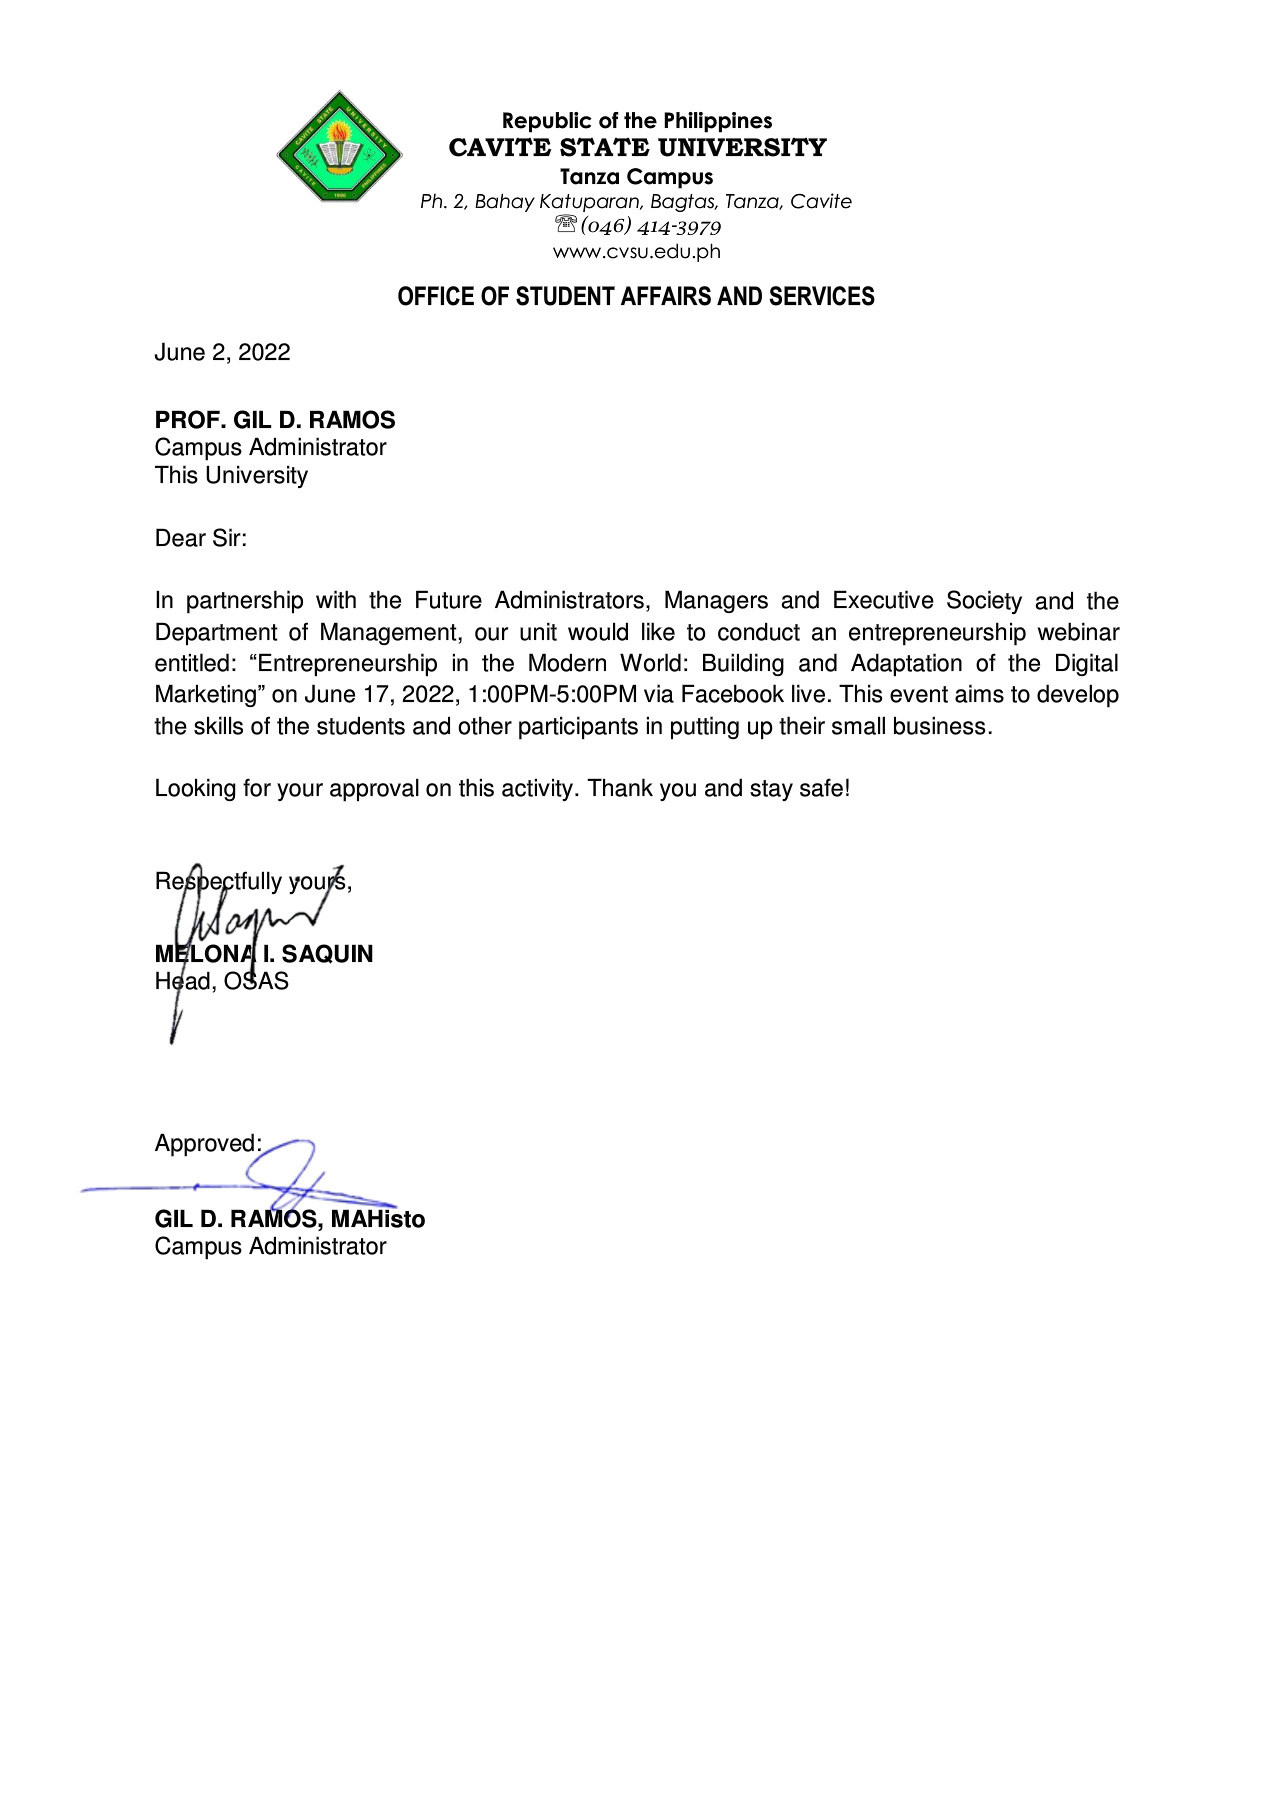 CAVITE STATE UNIVERSITY
CAVITE PHILIPPINES
1906
Republic of the Philippines
CAVITE STATE UNIVERSITY
Tanza Campus
Ph. 2, Bahay Katuparan, Bagtas, Tanza, Cavite
☏(046) 414-3979
www.cvsu.edu.ph
OFFICE OF STUDENT AFFAIRS AND SERVICES
June 2, 2022
PROF. GIL D. RAMOS
Campus Administrator
This University
Dear Sir:
In partnership with the Future Administrators, Managers and Executive Society and the
Department of Management, our unit would like to conduct an entrepreneurship webinar
entitled: “Entrepreneurship in the Modern World: Building and Adaptation of the Digital
Marketing” on June 17, 2022, 1:00PM-5:00PM via Facebook live. This event aims to develop
the skills of the students and other participants in putting up their small business.
Looking for your approval on this activity. Thank you and stay safe!
Respectfully yours,
MELONA I. SAQUIN
Head, OSAS
Approved:
GIL D. RAMOS, MAHisto
Campus Administrator